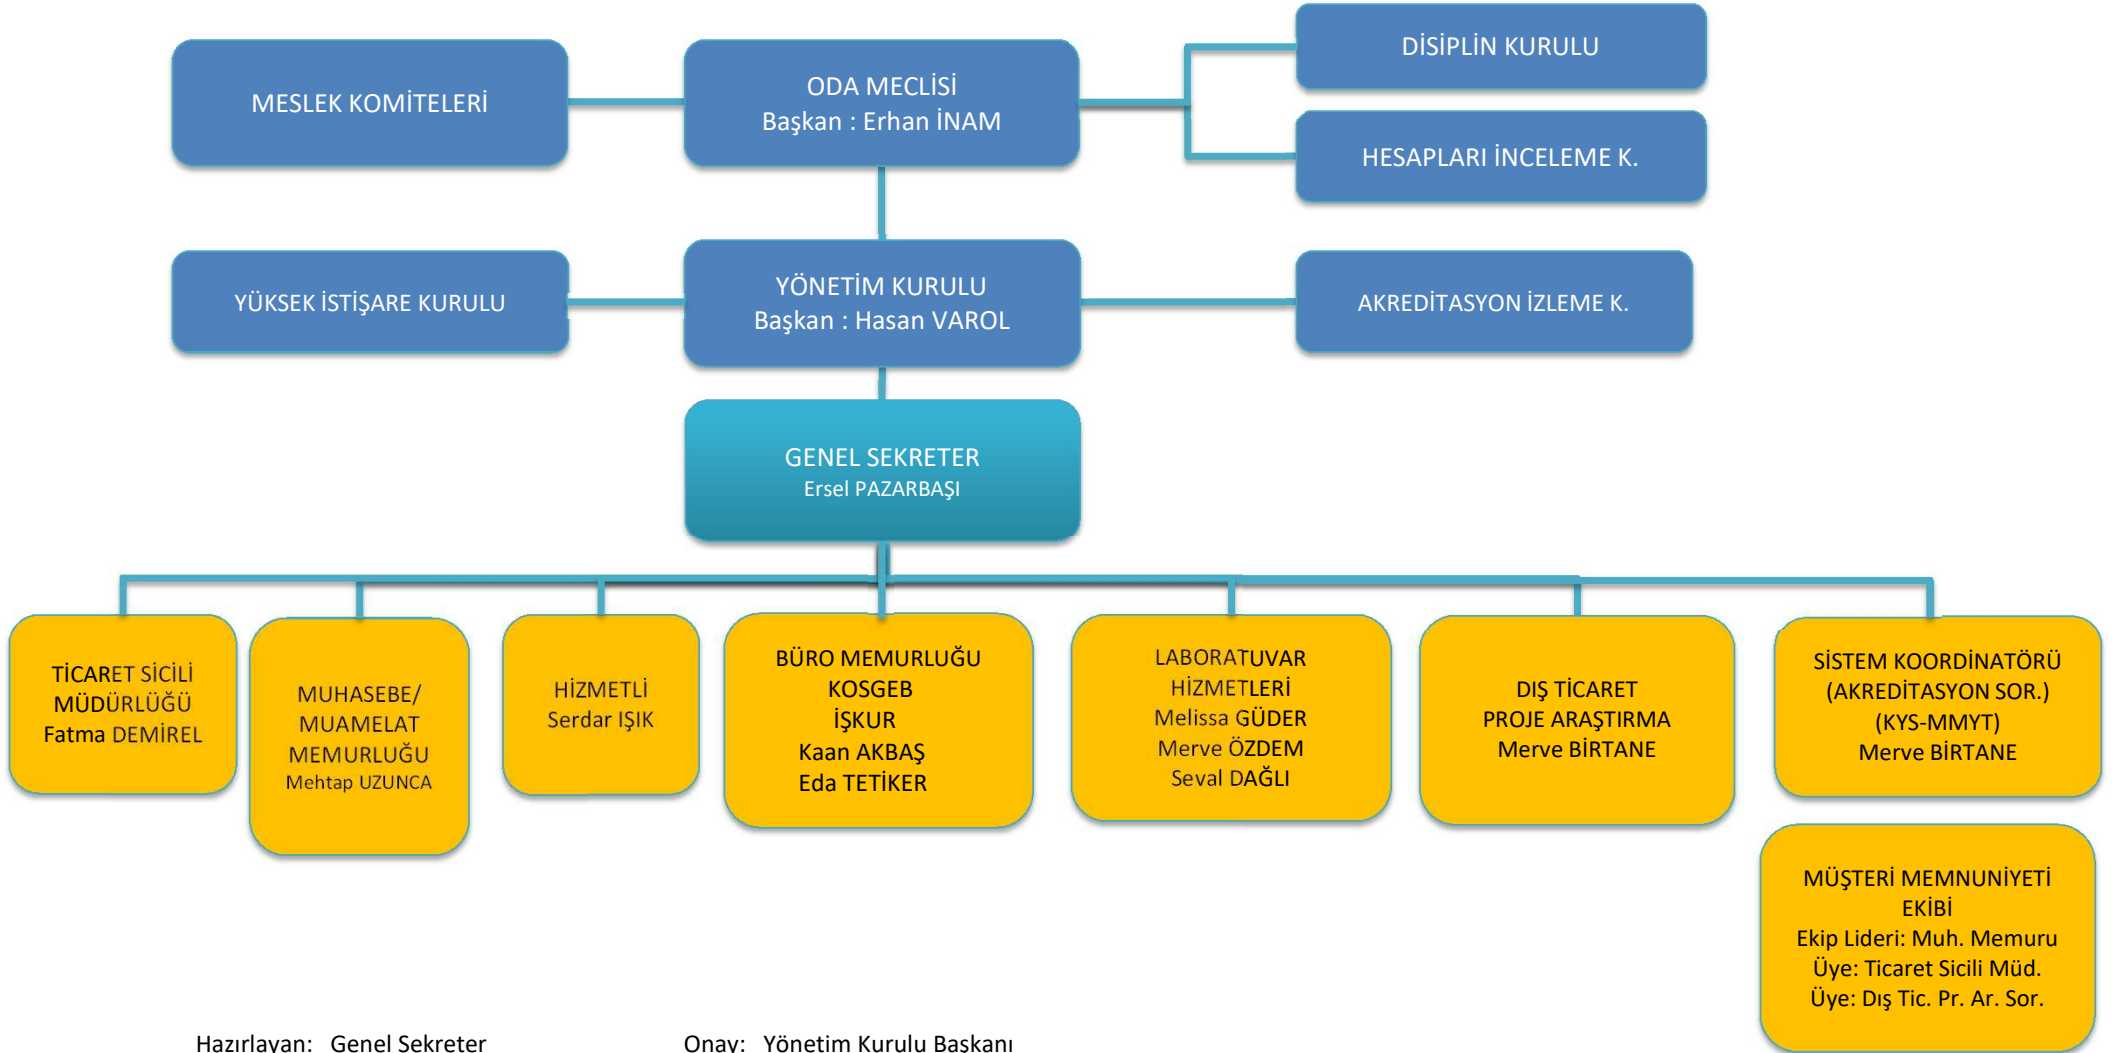 MESLEK KOMİTELERİ
ODA MECLİSİ
Başkan : Erhan İNAM
DİSİPLİN KURULU
HESAPLARI İNCELEME K.
YÜKSEK İSTİŞARE KURULU
YÖNETİM KURULU
Başkan : Hasan VAROL
AKREDİTASYON İZLEME K.
GENEL SEKRETER
Ersel PAZARBAŞI
TİCARET SİCİLİ
MÜDÜRLÜĞÜ
Fatma DEMİREL
MUHASEBE/
MUAMELAT
MEMURLUĞU
Mehtap UZUNCA
HİZMETLİ
Serdar IŞIK
BÜRO MEMURLUĞU
KOSGEB
İŞKUR
Kaan AKBAŞ
Eda TETİKER
LABORATUVAR
HİZMETLERİ
Melissa GÜDER
Merve ÖZDEM
Seval DAĞLI
DIŞ TİCARET
PROJE ARAŞTIRMA
Merve BİRTANE
SİSTEM KOORDİNATÖRÜ
(AKREDİTASYON SOR.)
(KYS-MMYT)
Merve BİRTANE
MÜŞTERİ MEMNUNİYETİ
EKİBİ
Ekip Lideri: Muh. Memuru
Üye: Ticaret Sicili Müd.
Üye: Dış Tic. Pr. Ar. Sor.
Hazırlayan: Genel Sekreter
Onay: Yönetim Kurulu Başkanı